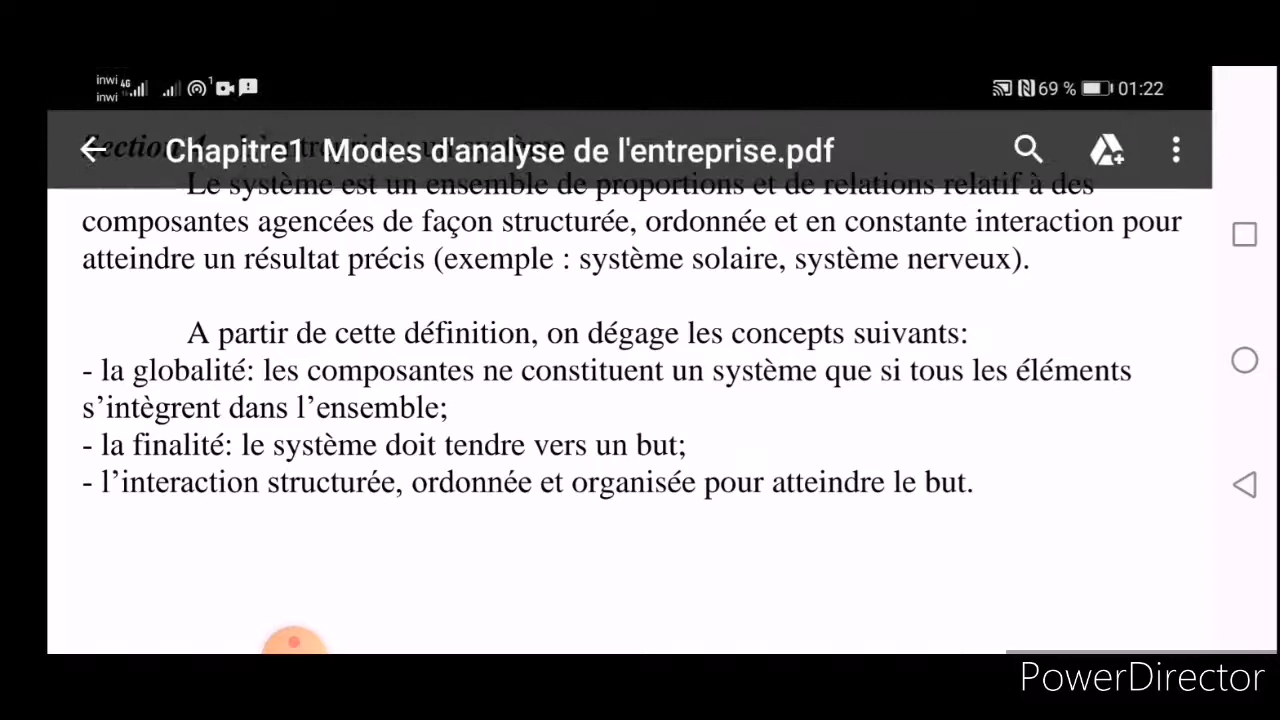 inwi 4G
inwi
1
69 % 01:22
Section
Chapitre1 Modes d'analyse de l'entreprise.pdf
Le système est un ensemble de proportions et de relations relatif à des
composantes agencées de façon structurée, ordonnée et en constante interaction pour
atteindre un résultat précis (exemple : système solaire, système nerveux).
A partir de cette définition, on dégage les concepts suivants:
- la globalité: les composantes ne constituent un système que si tous les éléments
s’intègrent dans l’ensemble;
- la finalité: le système doit tendre vers un but;
- l’interaction structurée, ordonnée et organisée pour atteindre le but.
PowerDirector